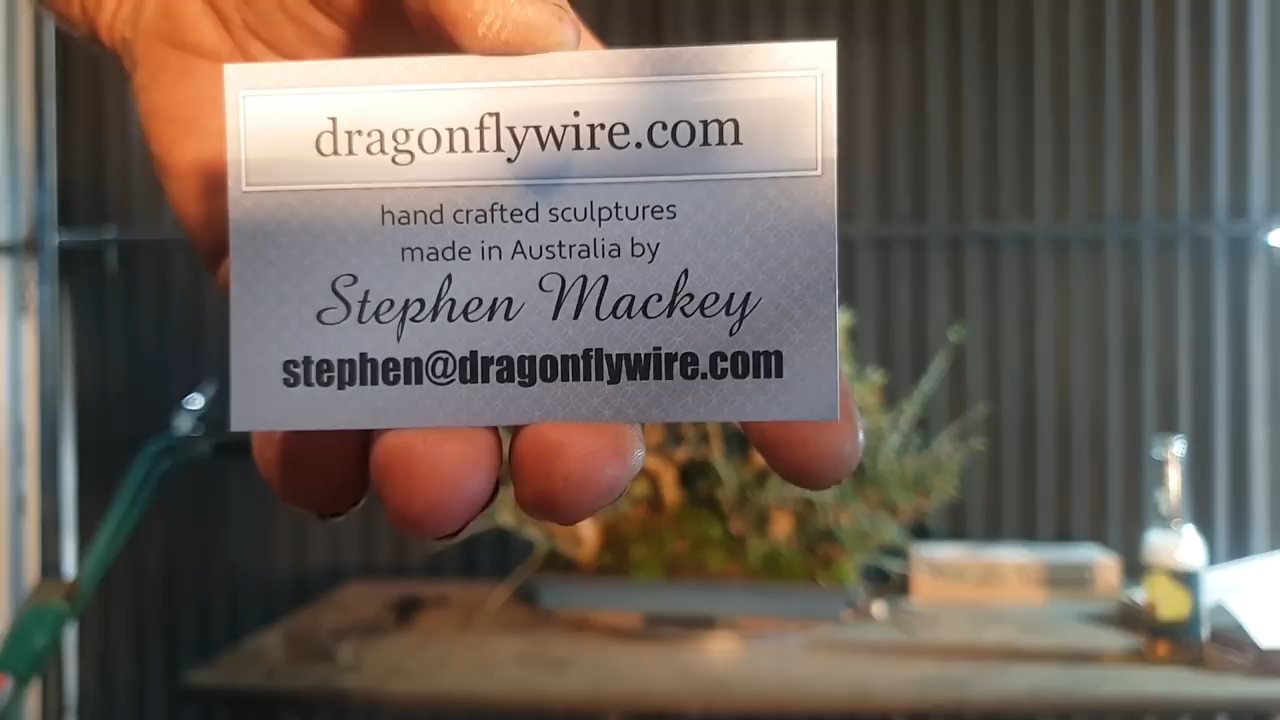 dragonflywire.com
hand crafted sculptures
made in Australia by
Stephen Mackey
stephen@dragonflywire.com